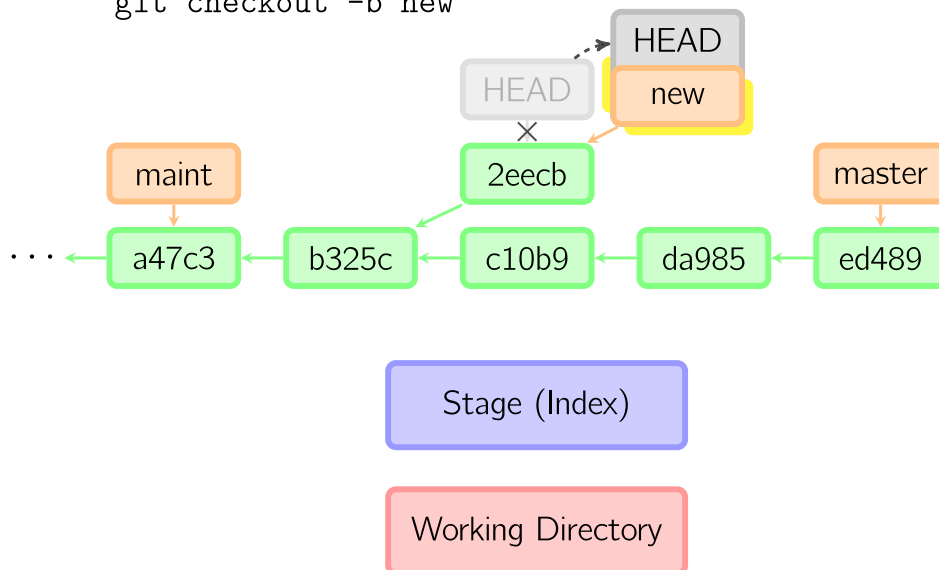 git checkout -b new
HEAD
HEAD
new
maint
2eecb
master
... a47c3 b325c c10b9 da985 ed489
Stage (Index)
Working Directory